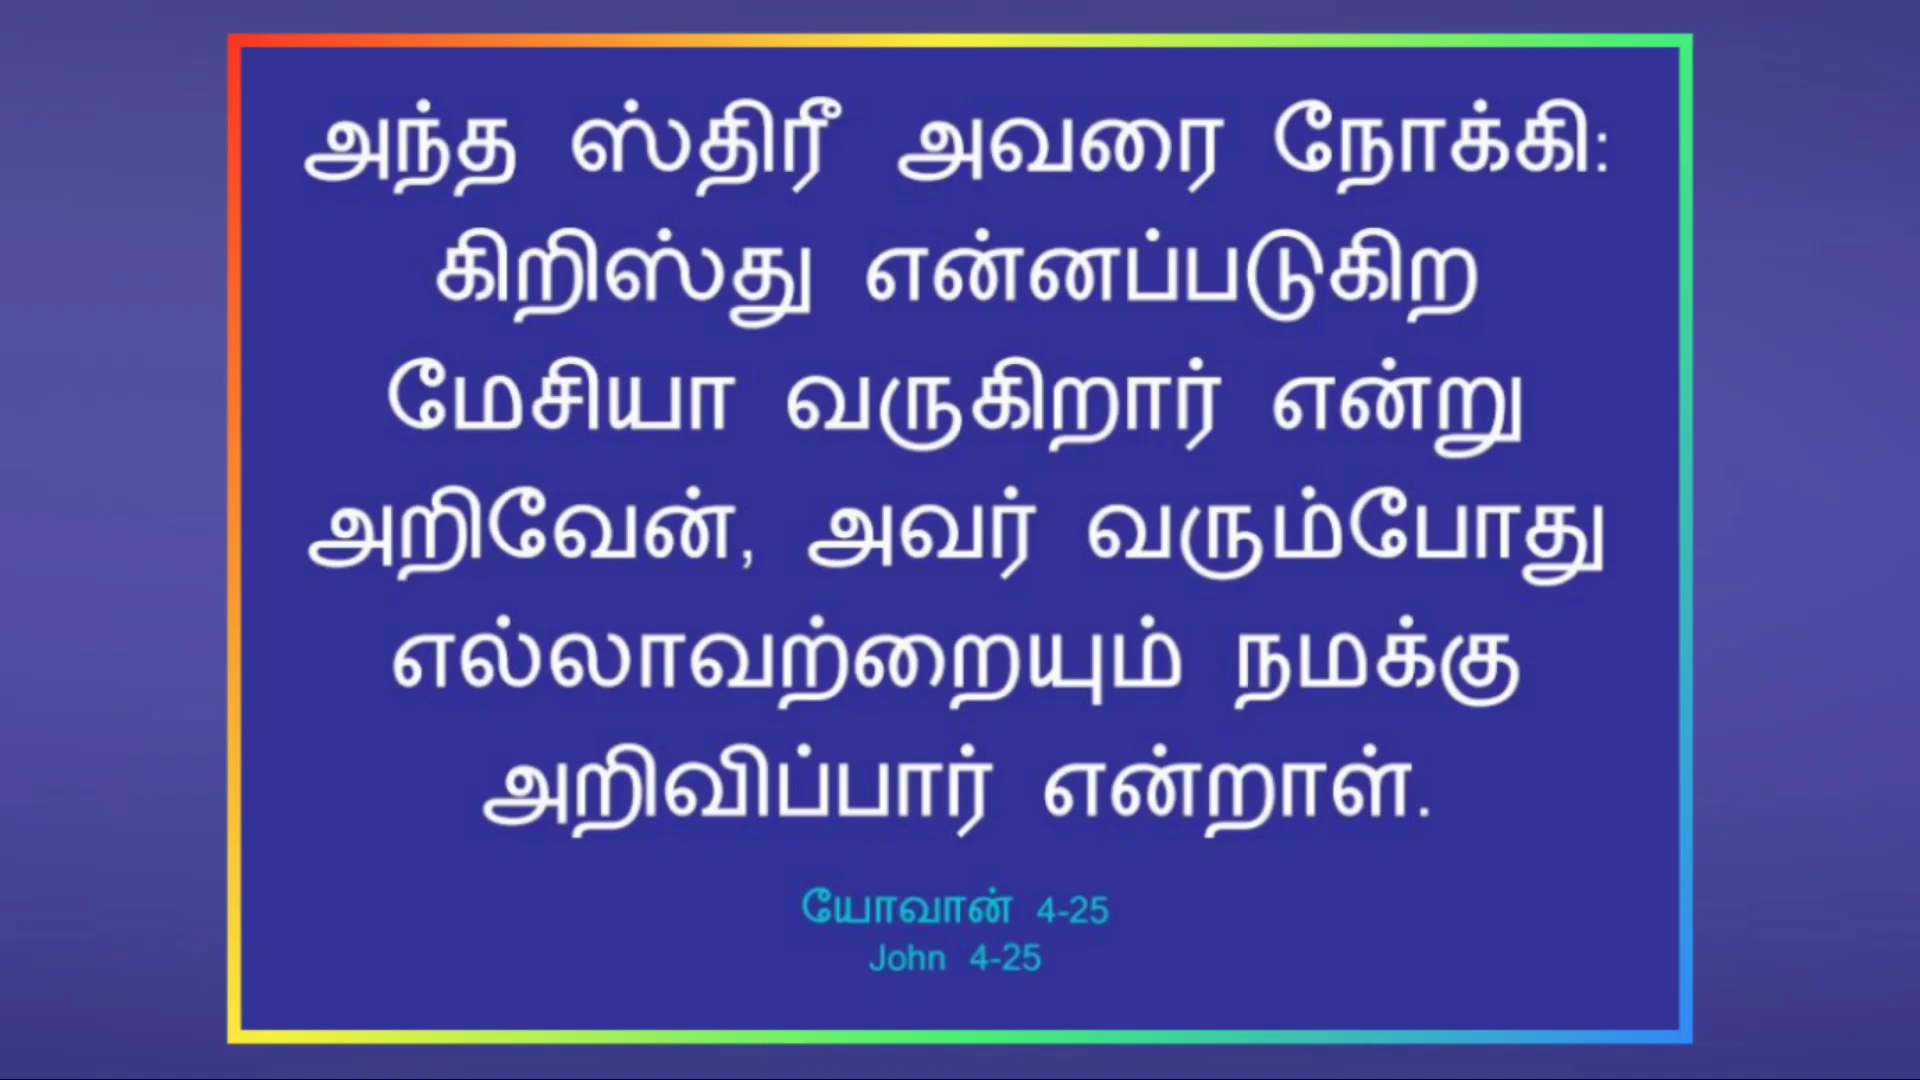 அந்த ஸ்திரீ அவரை நோக்கி:
கிறிஸ்து என்னப்படுகிற
மேசியா வருகிறார் என்று
அறிவேன், அவர் வரும்போது
எல்லாவற்றையும் நமக்கு
அறிவிப்பார் என்றாள்.
யோவான் 4-25
John 4-25